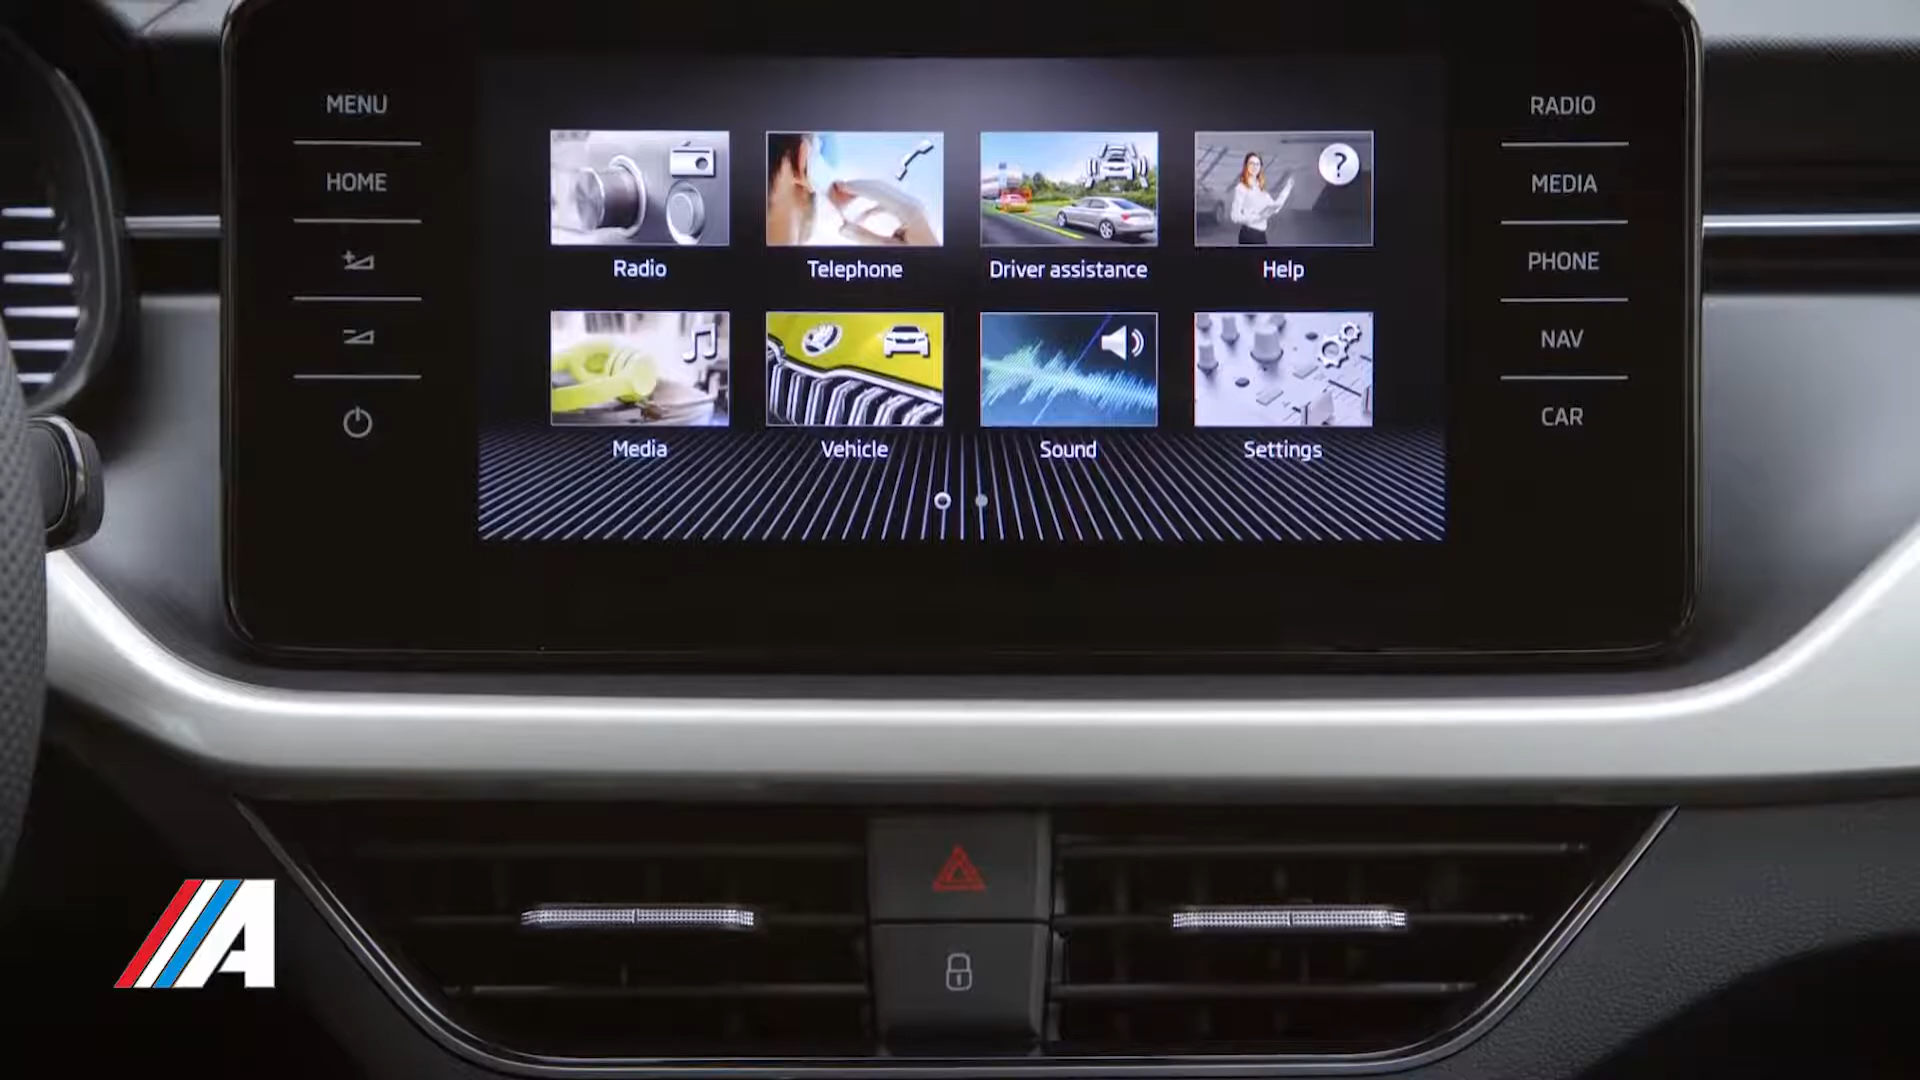 MENU
HOME
RADIO
MEDIA
PHONE
NAV
CAR
Radio
Telephone
Driver assistance
Help
?
Media
Vehicle
Sound
Settings
A